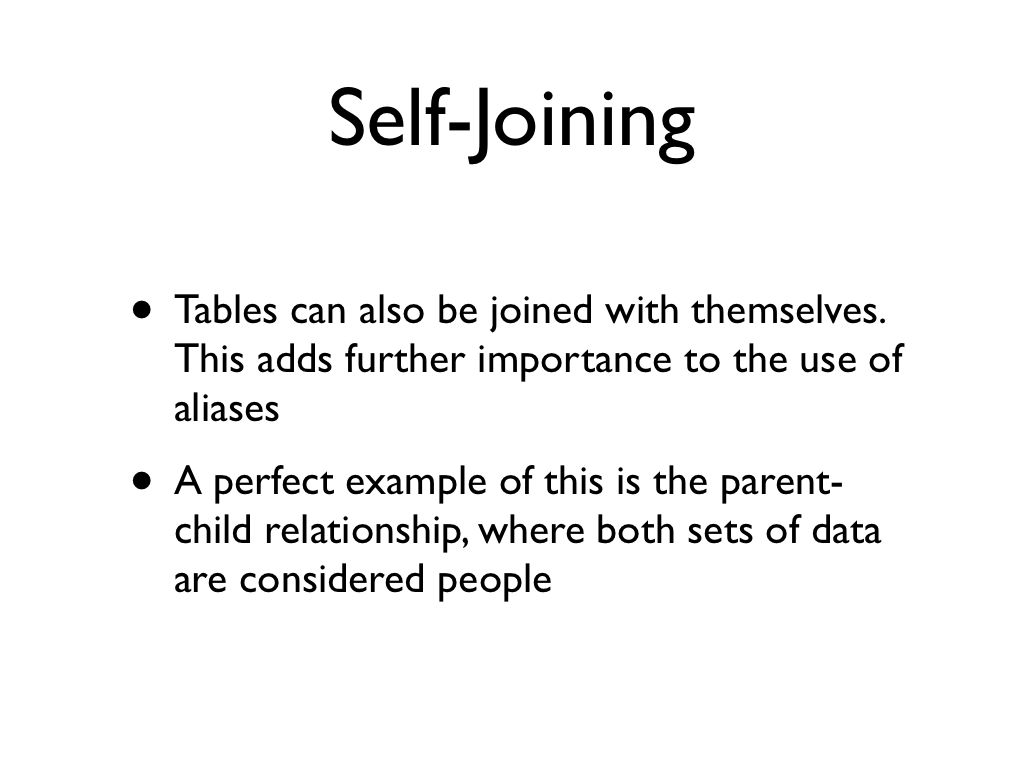 Self-Joining
• Tables can also be joined with themselves.
This adds further importance to the use of
aliases
• A perfect example of this is the parent-
child relationship, where both sets of data
are considered people